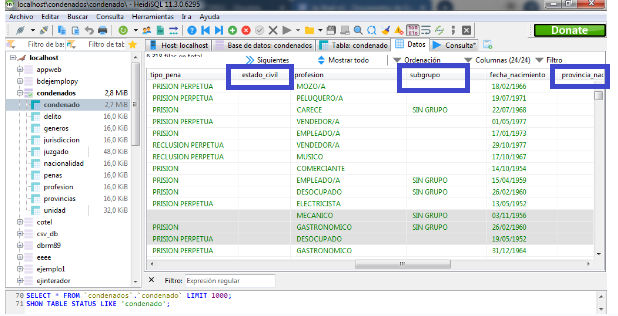 localhost\condenados\condenado\ - HeidiSQL 11.3.0.6295
Archivo Editar Buscar Consulta Herramientas Ir a Ayuda
Donate
Filtro de ba: Filtro de tab
Host: localhost Base de datos: condenados Tabla: condenado Datos Consulta*
Siguientes Mostrar todo Ordenación Columnas (24/24) Filtro
tipo_pena estado_civil profesion subgrupo fecha_nacimiento provincia_nac
PRISION PERPETUA MOZO/A 18/02/1966
PRISION PERPETUA PELUQUERO/A 19/07/1971
PRISION CARECE SIN GRUPO 22/07/1968
PRISION PERPETUA VENDEDOR/A 01/05/1977
PRISION EMPLEADO/A 17/01/1973
RECLUSION PERPETUA VENDEDOR/A 29/10/1977
RECLUSION PERPETUA MUSICO 17/10/1967
PRISION COMERCIANTE 14/10/1954
PRISION EMPLEADO/A SIN GRUPO 15/04/1959
PRISION DESOCUPADO SIN GRUPO 26/02/1960
PRISION PERPETUA ELECTRICISTA 13/05/1952
MECANICO SIN GRUPO 03/11/1956
PRISION GASTRONOMICO SIN GRUPO 26/02/1960
PRISION PERPETUA DESOCUPADO 19/05/1952
PRISION PERPETUA GASTRONOMICO 31/12/1964
localhost
appweb
bdejemplopy
condenados 2,8 MiB
condenado 2,7 MiB
delito 16,0 KiB
generos 16,0 KiB
jurisdiccion 16,0 KiB
juzgado 48,0 KiB
nacionalidad 16,0 KiB
penas 16,0 KiB
profesion 16,0 KiB
provincias 16,0 KiB
unidad 32,0 KiB
cotel
csv_db
dbrm89
eeee
ejemplo1
ejinterador
Filtro: Expresión regular
70 SELECT * FROM `condenados`.`condenado` LIMIT 1000;
71 SHOW TABLE STATUS LIKE 'condenado';